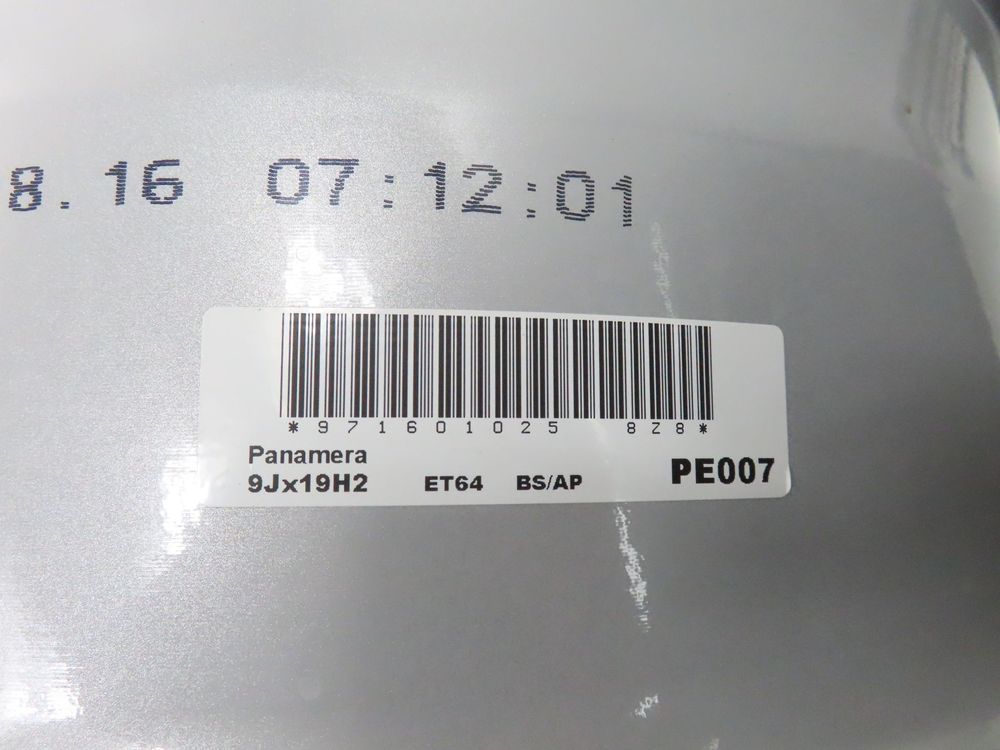 8.16 07:12:01
*971601025 8Z8*
Panamera
9Jx19H2 ET64 BS/AP PE007